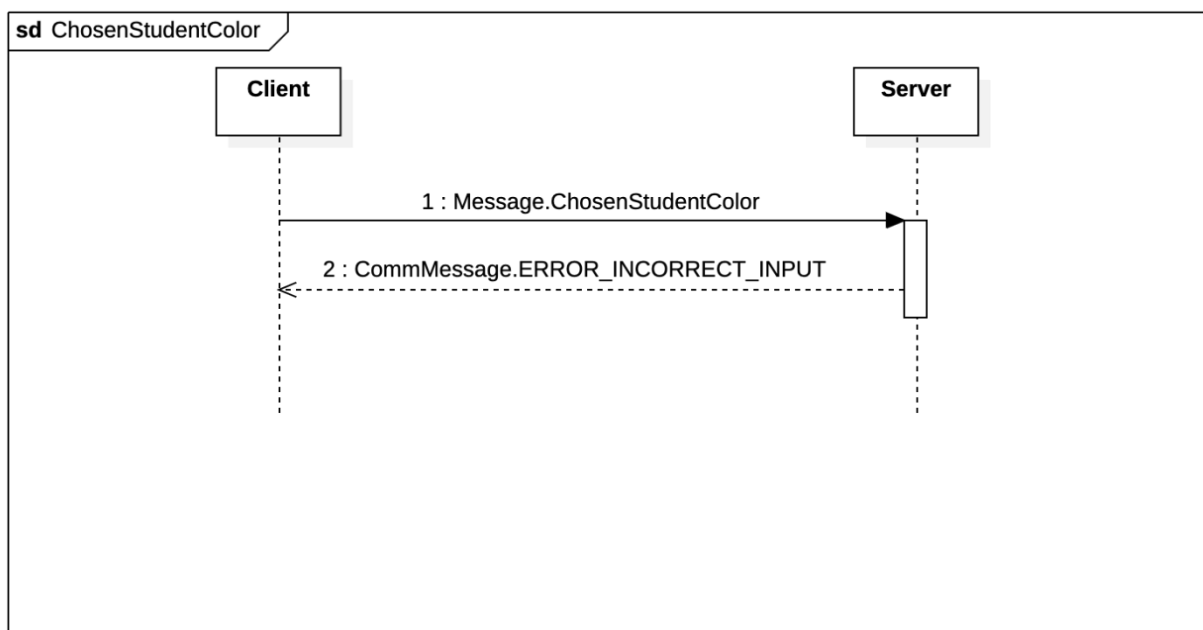 sd ChosenStudentColor
Client
Server
1 : Message.ChosenStudentColor
2 : CommMessage.ERROR_INCORRECT_INPUT